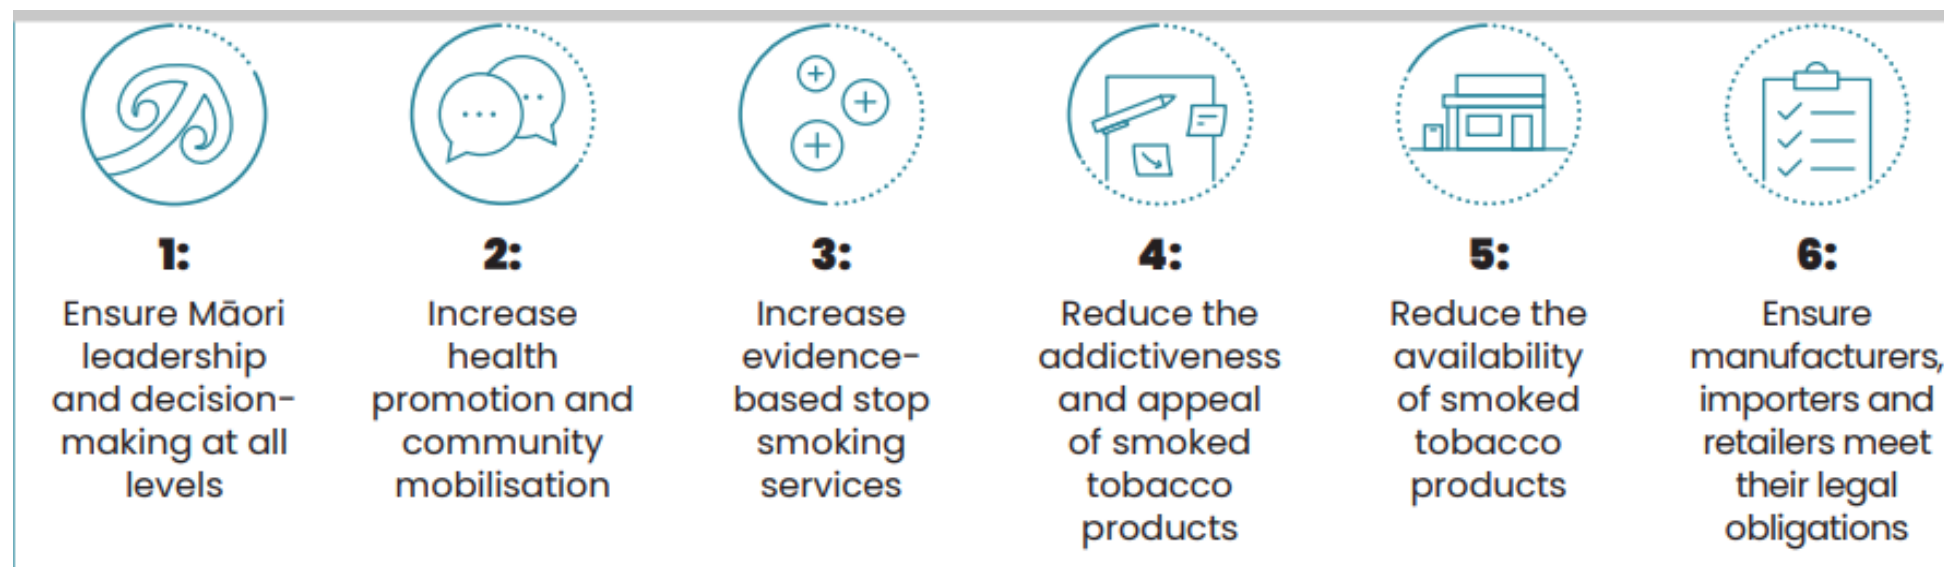 1:
Ensure Māori
leadership
and decision-
making at all
levels
2:
Increase
health
promotion and
community
mobilisation
3:
Increase
evidence-
based stop
smoking
services
4:
Reduce the
addictiveness
and appeal
of smoked
tobacco
products
5:
Reduce the
availability
of smoked
tobacco
products
6:
Ensure
manufacturers,
importers and
retailers meet
their legal
obligations